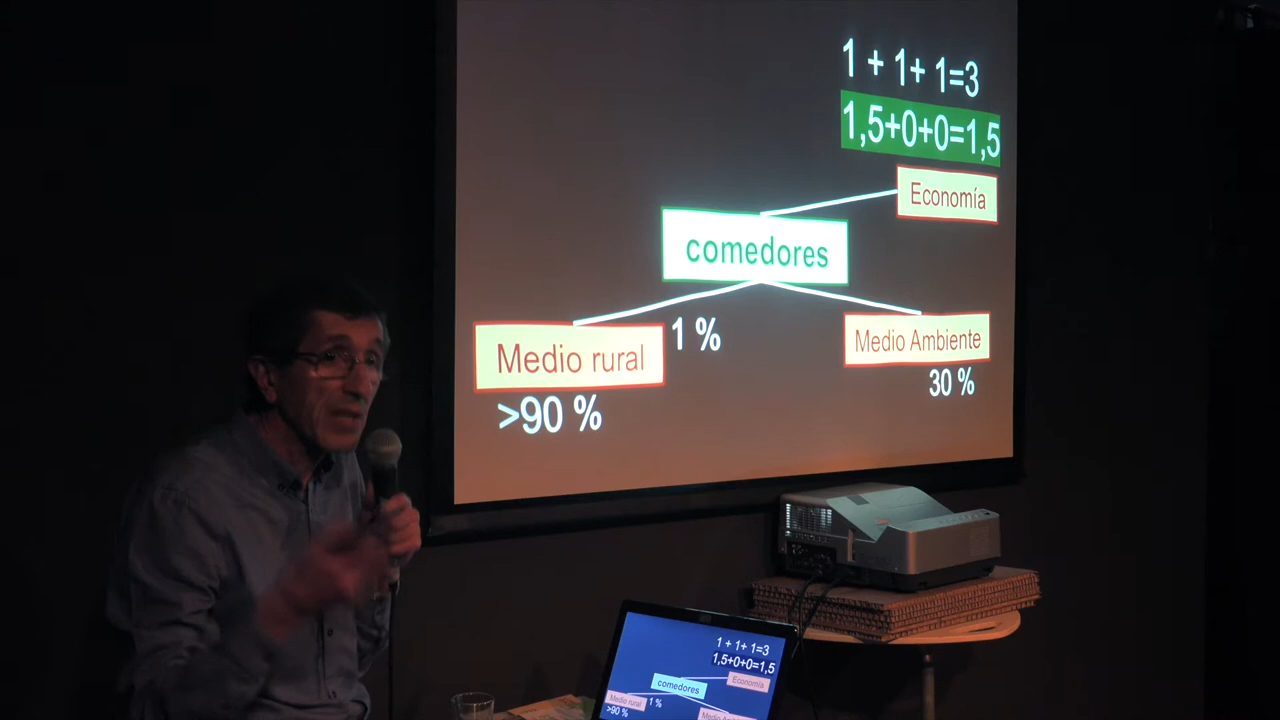 1 + 1+ 1=3
1,5+0+0=1,5
Economía
comedores
Medio rural
1 %
Medio Ambiente
>90 %
30 %
1 + 1+ 1=3
1,5+0+0=1,5
Economía
comedores
Medio rural
1 %
>90 %